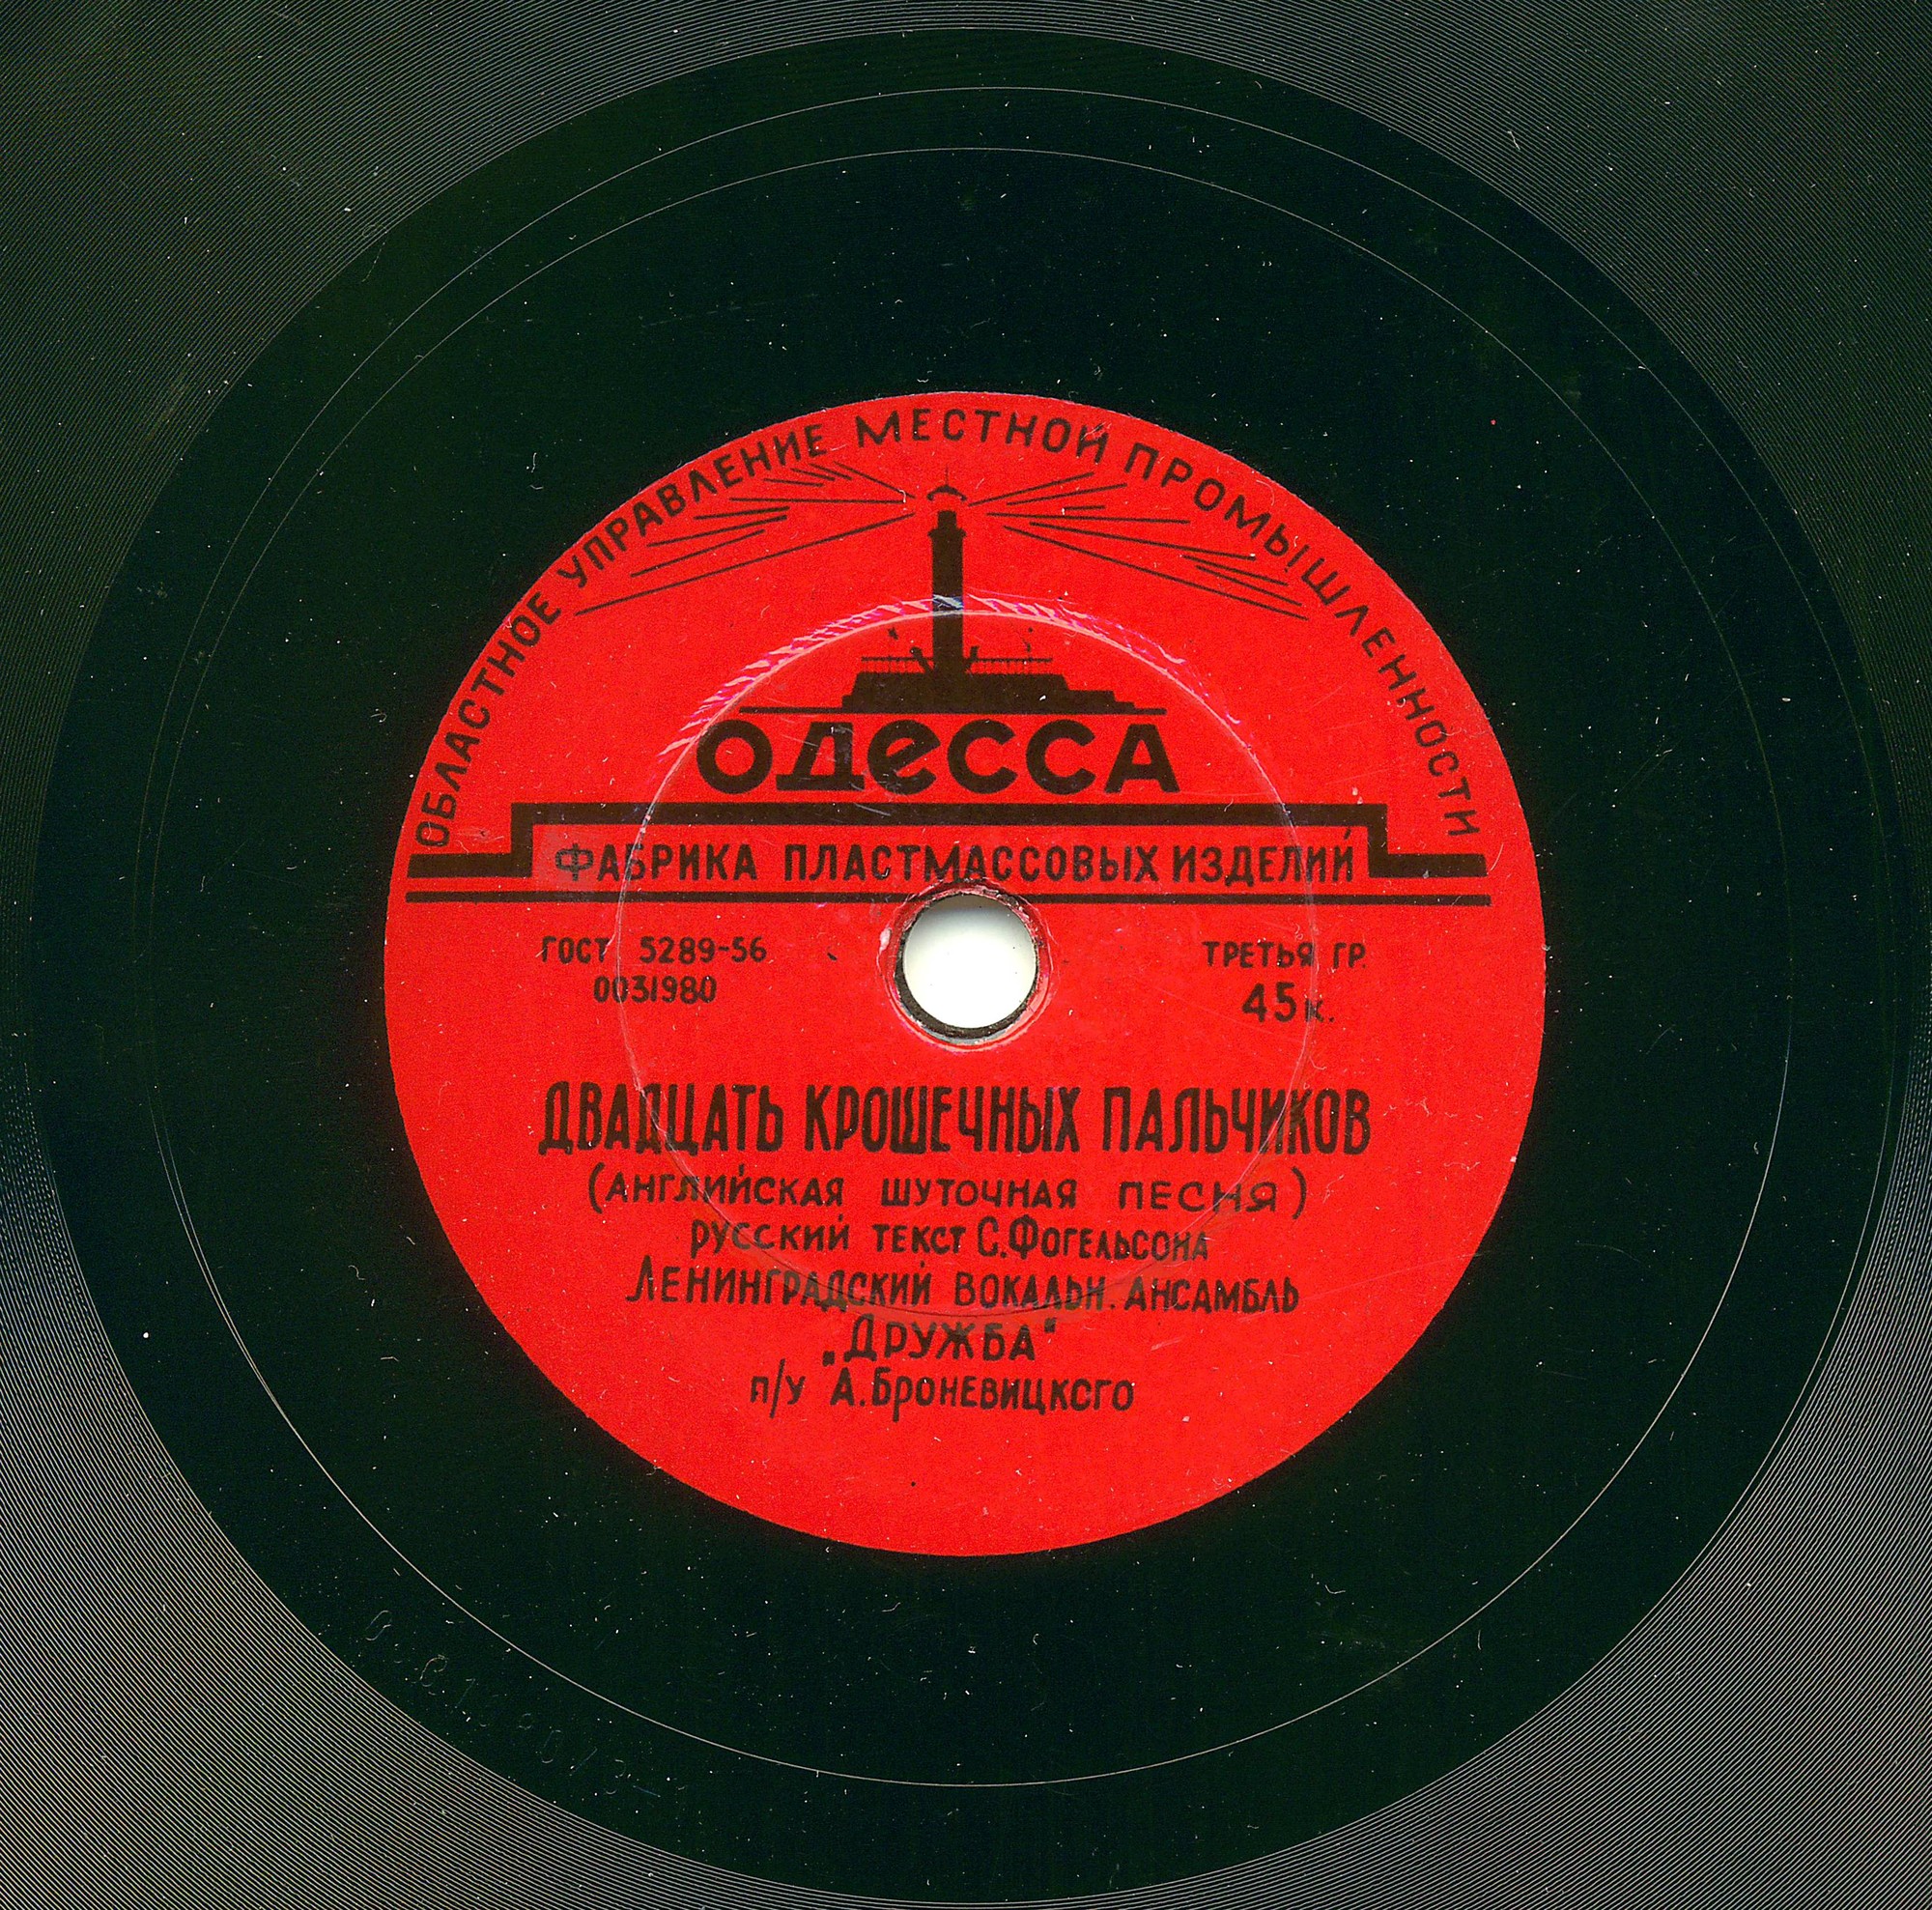 ОБЛАСТНОЕ УПРАВЛЕНИЕ МЕСТНОЙ ПРОМЫШЛЕННОСТИ
ОДЕССА
ФАБРИКА ПЛАСТМАССОВЫХ ИЗДЕЛИЙ
ГОСТ 5289-56
0031980
ТРЕТЬЯ ГР.
45к.
ДВАДЦАТЬ КРОШЕЧНЫХ ПАЛЬЧИКОВ
(АНГЛИЙСКАЯ ШУТОЧНАЯ ПЕСНЯ)
РУССКИЙ ТЕКСТ С.ФОГЕЛЬСОНА
ЛЕНИНГРАДСКИЙ ВОКАЛЬН. АНСАМБЛЬ
„ДРУЖБА"
п/у А.БРОНЕВИЦКОГО